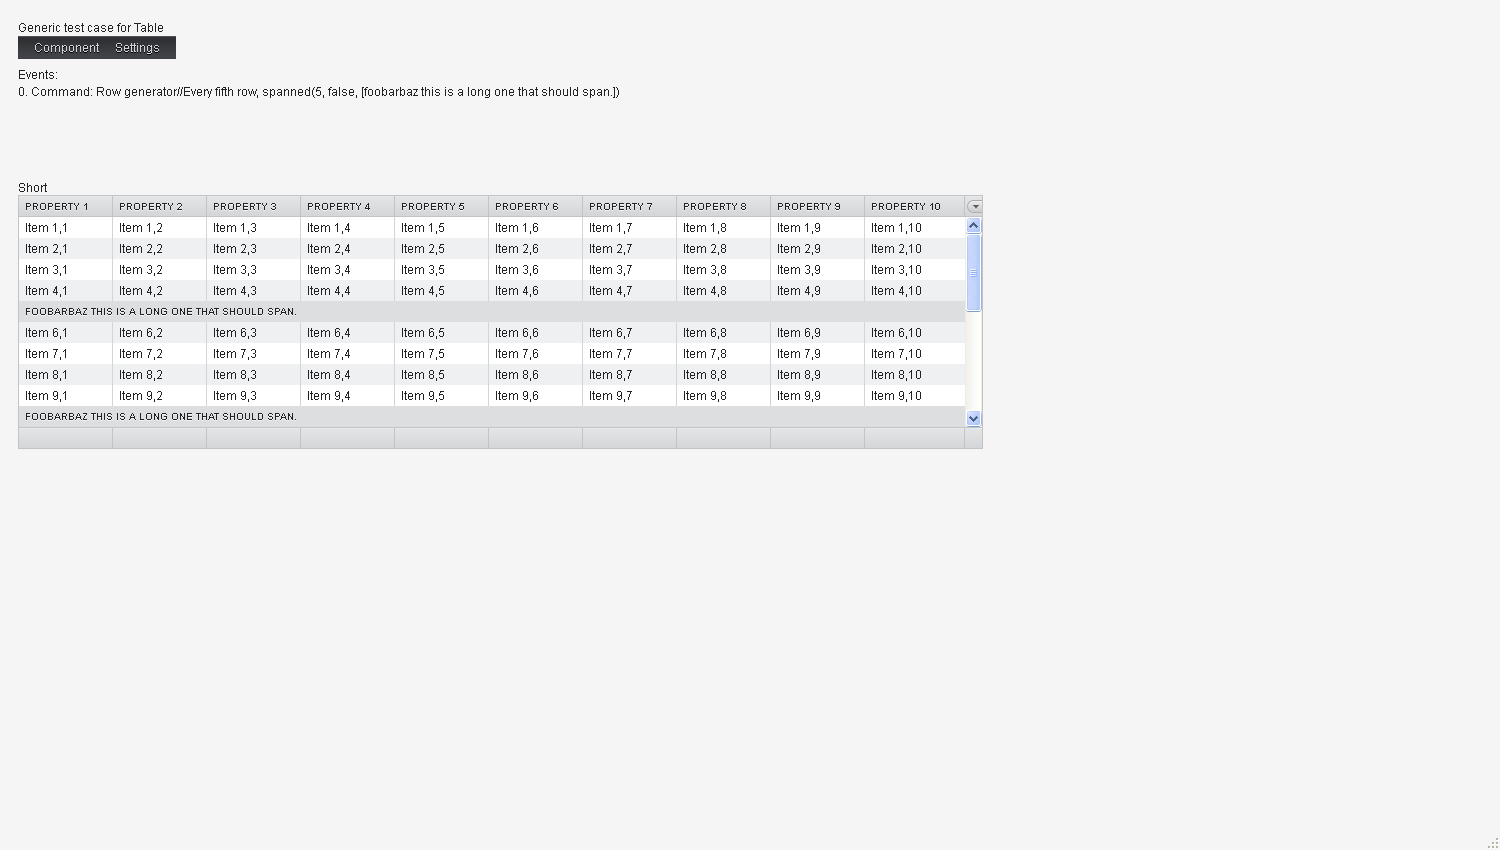 Generic test case for Table
Component Settings
Events:
0. Command: Row generator//Every fifth row, spanned(5, false, [foobarbaz this is a long one that should span.])
Short
PROPERTY 1 PROPERTY 2 PROPERTY 3 PROPERTY 4 PROPERTY 5 PROPERTY 6 PROPERTY 7 PROPERTY 8 PROPERTY 9 PROPERTY 10
Item 1,1 Item 1,2 Item 1,3 Item 1,4 Item 1,5 Item 1,6 Item 1,7 Item 1,8 Item 1,9 Item 1,10
Item 2,1 Item 2,2 Item 2,3 Item 2,4 Item 2,5 Item 2,6 Item 2,7 Item 2,8 Item 2,9 Item 2,10
Item 3,1 Item 3,2 Item 3,3 Item 3,4 Item 3,5 Item 3,6 Item 3,7 Item 3,8 Item 3,9 Item 3,10
Item 4,1 Item 4,2 Item 4,3 Item 4,4 Item 4,5 Item 4,6 Item 4,7 Item 4,8 Item 4,9 Item 4,10
FOOBARBAZ THIS IS A LONG ONE THAT SHOULD SPAN.
Item 6,1 Item 6,2 Item 6,3 Item 6,4 Item 6,5 Item 6,6 Item 6,7 Item 6,8 Item 6,9 Item 6,10
Item 7,1 Item 7,2 Item 7,3 Item 7,4 Item 7,5 Item 7,6 Item 7,7 Item 7,8 Item 7,9 Item 7,10
Item 8,1 Item 8,2 Item 8,3 Item 8,4 Item 8,5 Item 8,6 Item 8,7 Item 8,8 Item 8,9 Item 8,10
Item 9,1 Item 9,2 Item 9,3 Item 9,4 Item 9,5 Item 9,6 Item 9,7 Item 9,8 Item 9,9 Item 9,10
FOOBARBAZ THIS IS A LONG ONE THAT SHOULD SPAN.